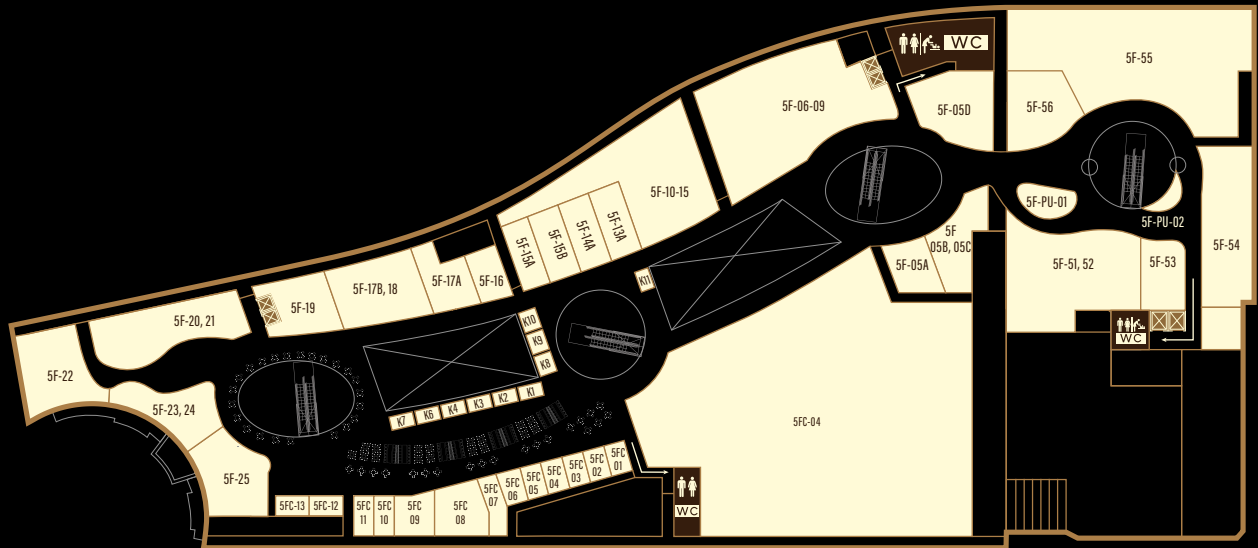 WC
5F-55
5F-06-09
5F-56
5F-05D
5F-10-15
5F-13A
5F-14A
5F-15B
5F-15A
5F-PU-01
5F-PU-02
5F
05B, 05C
5F-54
5F-05A
5F-51, 52
5F-53
K11
5F-16
5F-17A
5F-17B, 18
5F-19
5F-20, 21
WC
K10
K9
K8
5F-22
5F-23, 24
K7
K6
K4
K3
K2
K1
5FC-04
5F-25
5FC
01
5FC
02
5FC
03
5FC
04
5FC
05
5FC
06
5FC
07
5FC
08
5FC
09
5FC
10
5FC
11
5FC-12
5FC-13
WC